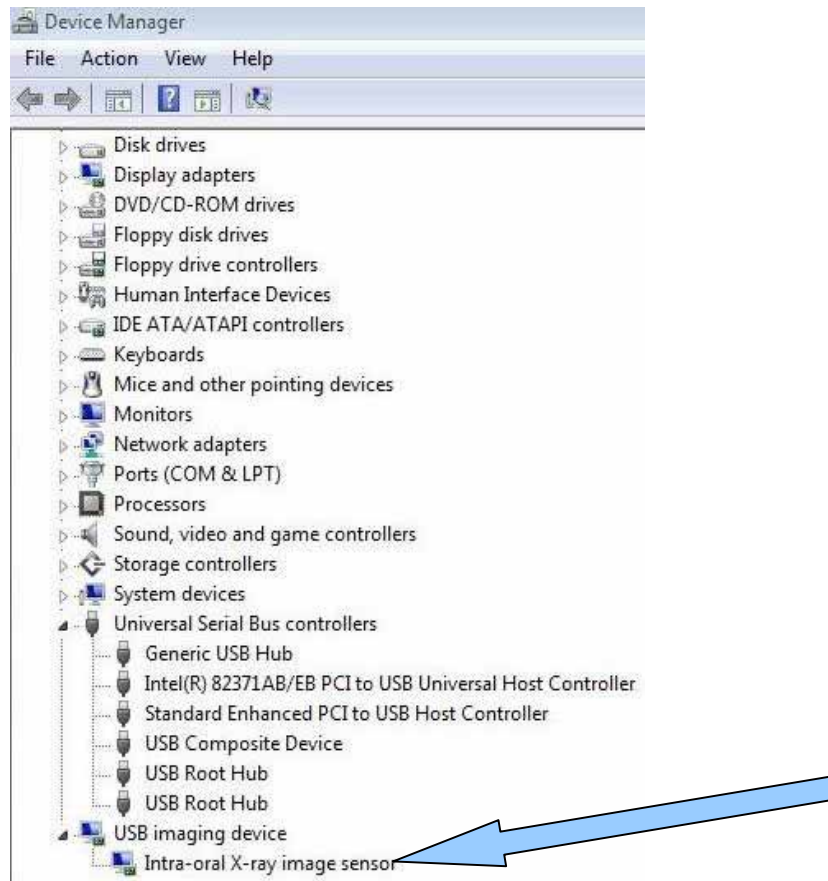 Device Manager
File Action View Help
Disk drives
Display adapters
DVD/CD-ROM drives
Floppy disk drives
Floppy drive controllers
Human Interface Devices
IDE ATA/ATAPI controllers
Keyboards
Mice and other pointing devices
Monitors
Network adapters
Ports (COM & LPT)
Processors
Sound, video and game controllers
Storage controllers
System devices
Universal Serial Bus controllers
Generic USB Hub
Intel(R) 82371AB/EB PCI to USB Universal Host Controller
Standard Enhanced PCI to USB Host Controller
USB Composite Device
USB Root Hub
USB Root Hub
USB imaging device
Intra-oral X-ray image sensor